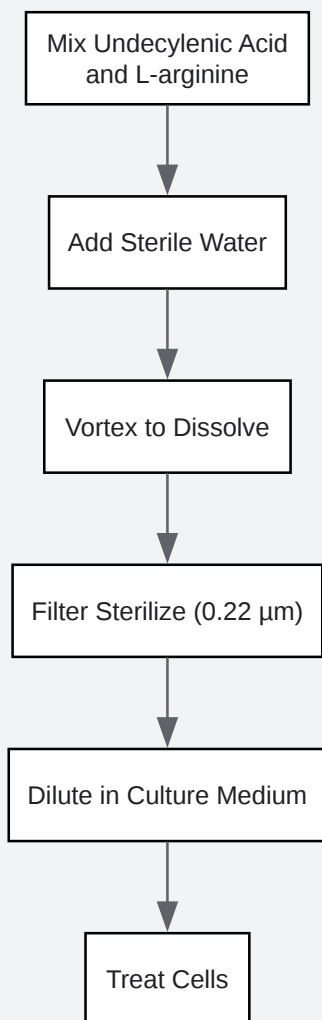 Mix Undecylenic Acid
and L-arginine
Add Sterile Water
Vortex to Dissolve
Filter Sterilize (0.22 µm)
Dilute in Culture Medium
Treat Cells